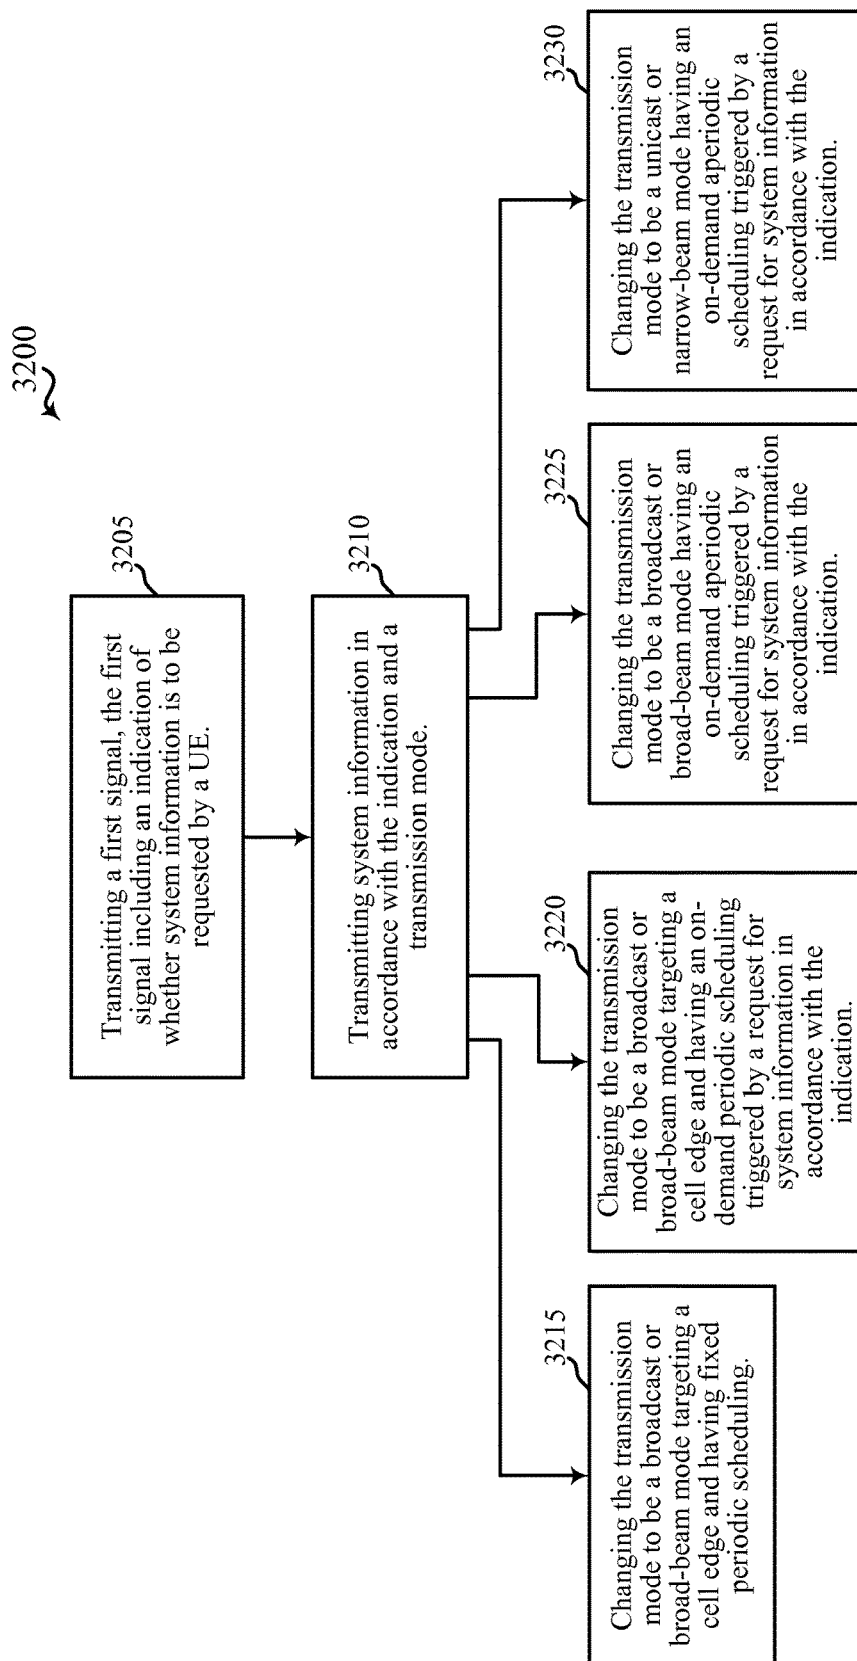 3200
3205
Transmitting a first signal, the first
signal including an indication of
whether system information is to be
requested by a UE.
3210
Transmitting system information in
accordance with the indication and a
transmission mode.
3215
Changing the transmission
mode to be a broadcast or
broad-beam mode targeting a
cell edge and having fixed
periodic scheduling.
3220
Changing the transmission
mode to be a broadcast or
broad-beam mode targeting a
cell edge and having an on-
demand periodic scheduling
triggered by a request for
system information in
accordance with the
indication.
3225
Changing the transmission
mode to be a broadcast or
broad-beam mode having an
on-demand aperiodic
scheduling triggered by a
request for system information
in accordance with the
indication.
3230
Changing the transmission
mode to be a unicast or
narrow-beam mode having an
on-demand aperiodic
scheduling triggered by a
request for system information
in accordance with the
indication.